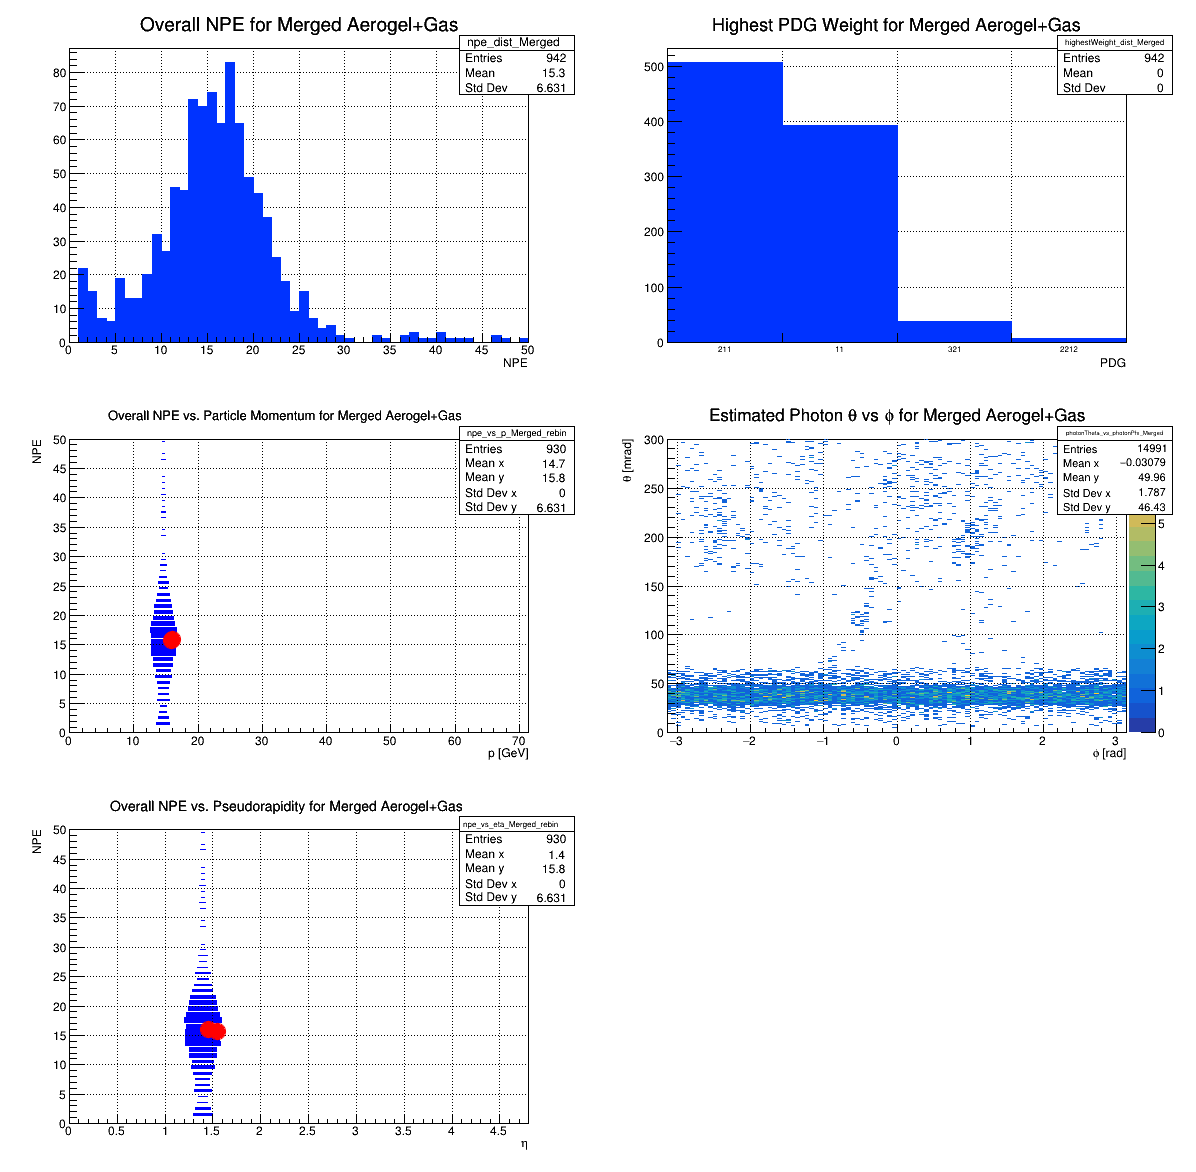 Overall NPE for Merged Aerogel+Gas
npe_dist_Merged
Entries 942
Mean 15.3
Std Dev 6.631
80
70
60
50
40
30
20
10
0
0 5 10 15 20 25 30 35 40 45 50
NPE
Highest PDG Weight for Merged Aerogel+Gas
highestWeight_dist_Merged
Entries 942
Mean 0
Std Dev 0
500
400
300
200
100
0
211 11 321 2212
PDG
Overall NPE vs. Particle Momentum for Merged Aerogel+Gas
npe_vs_p_Merged_rebin
Entries 930
Mean x 14.7
Mean y 15.8
Std Dev x 0
Std Dev y 6.631
NPE
50
45
40
35
30
25
20
15
10
5
0
0 10 20 30 40 50 60 70
p [GeV]
Estimated Photon θ vs ϕ for Merged Aerogel+Gas
photonTheta_vs_photonPhi_Merged
Entries 14991
Mean x −0.03079
Mean y 49.96
Std Dev x 1.787
Std Dev y 46.43
θ [mrad]
300
250
200
150
100
50
0
−3 −2 −1 0 1 2 3
ϕ [rad]
5
4
3
2
1
0
Overall NPE vs. Pseudorapidity for Merged Aerogel+Gas
npe_vs_eta_Merged_rebin
Entries 930
Mean x 1.4
Mean y 15.8
Std Dev x 0
Std Dev y 6.631
NPE
50
45
40
35
30
25
20
15
10
5
0
0 0.5 1 1.5 2 2.5 3 3.5 4 4.5
η